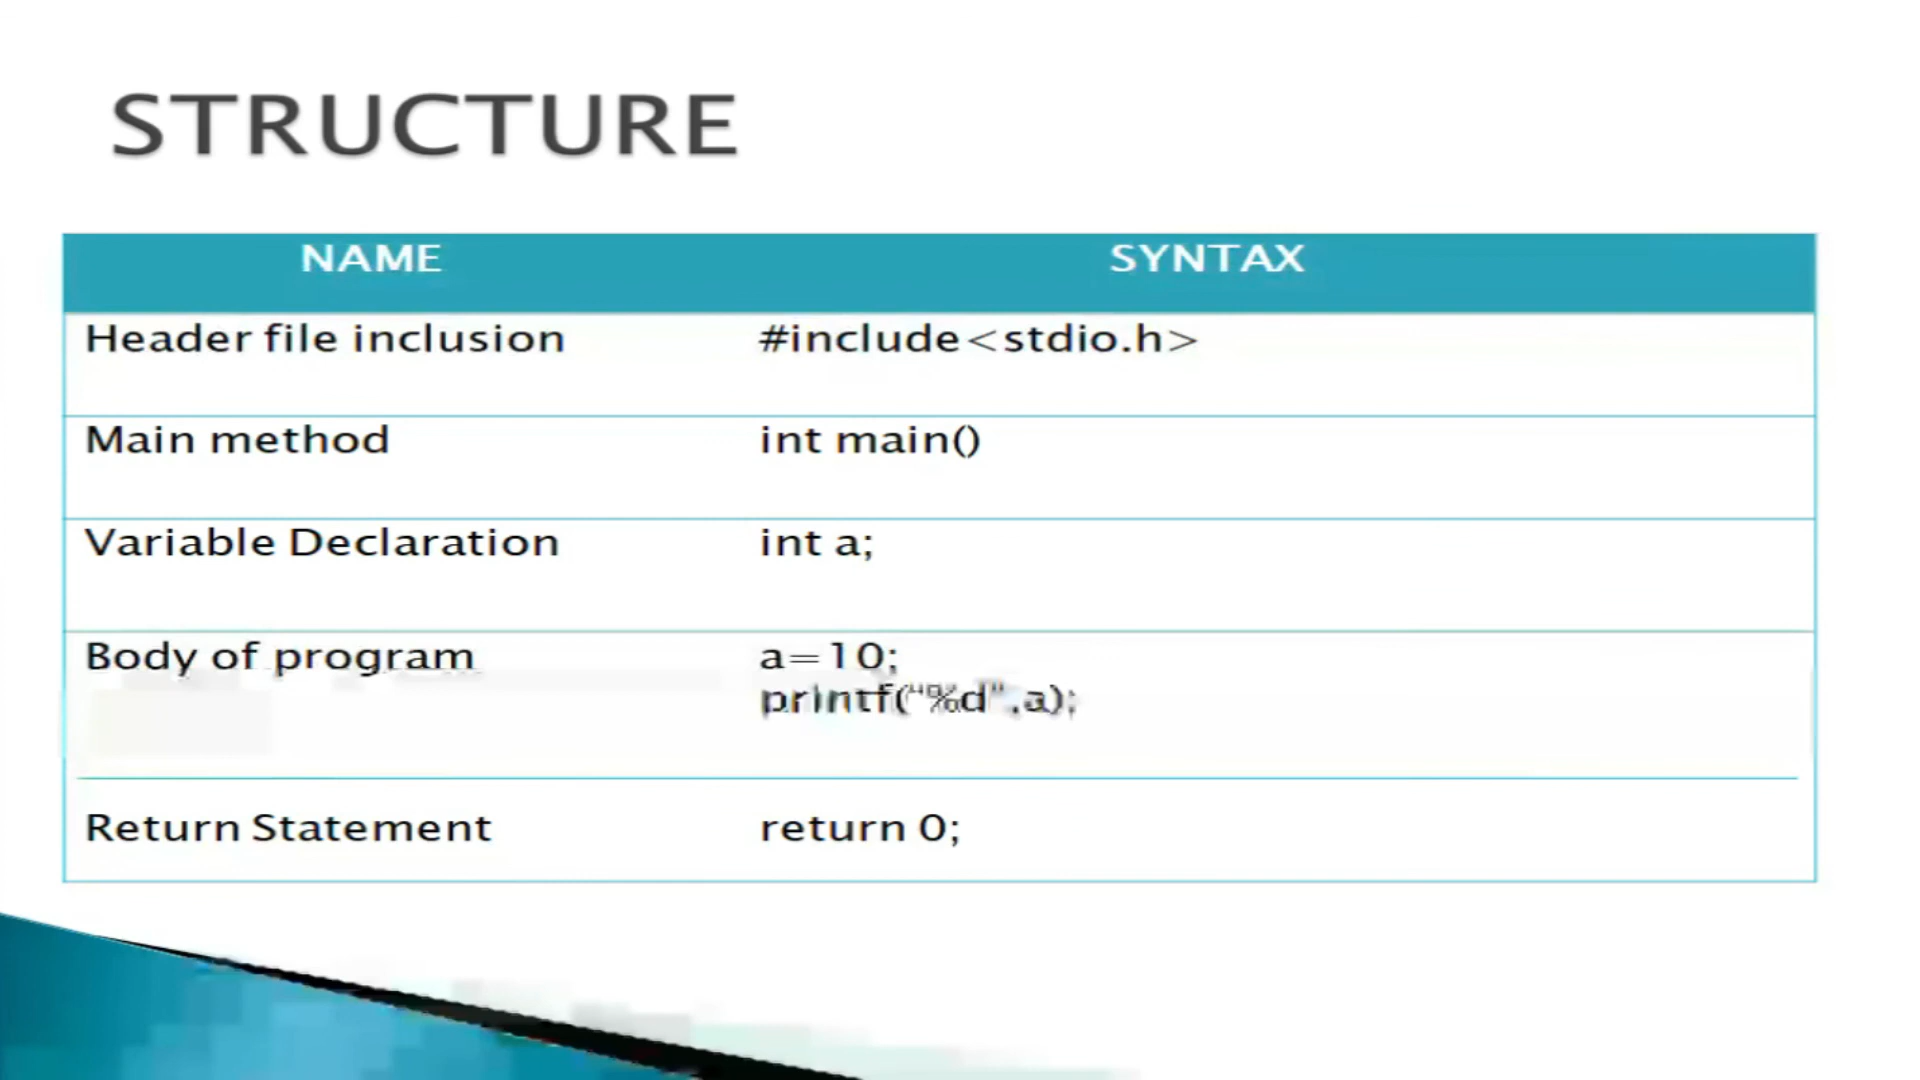 STRUCTURE
NAME SYNTAX
Header file inclusion #include<stdio.h>
Main method int main()
Variable Declaration int a;
Body of program a=10;
printf("%d",a);
Return Statement return 0;